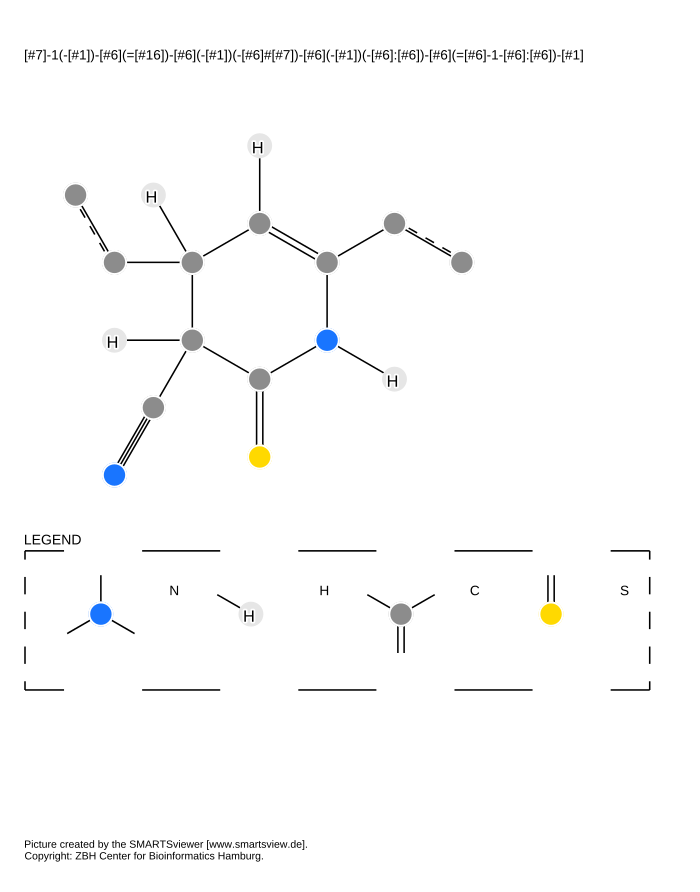 [#7]-1(-[#1])-[#6](=[#16])-[#6](-[#1])(-[#6]#[#7])-[#6](-[#1])(-[#6]:[#6])-[#6](=[#6]-1-[#6]:[#6])-[#1]
H
H
H
H
LEGEND
N H H C S
Picture created by the SMARTSviewer [www.smartsview.de].
Copyright: ZBH Center for Bioinformatics Hamburg.